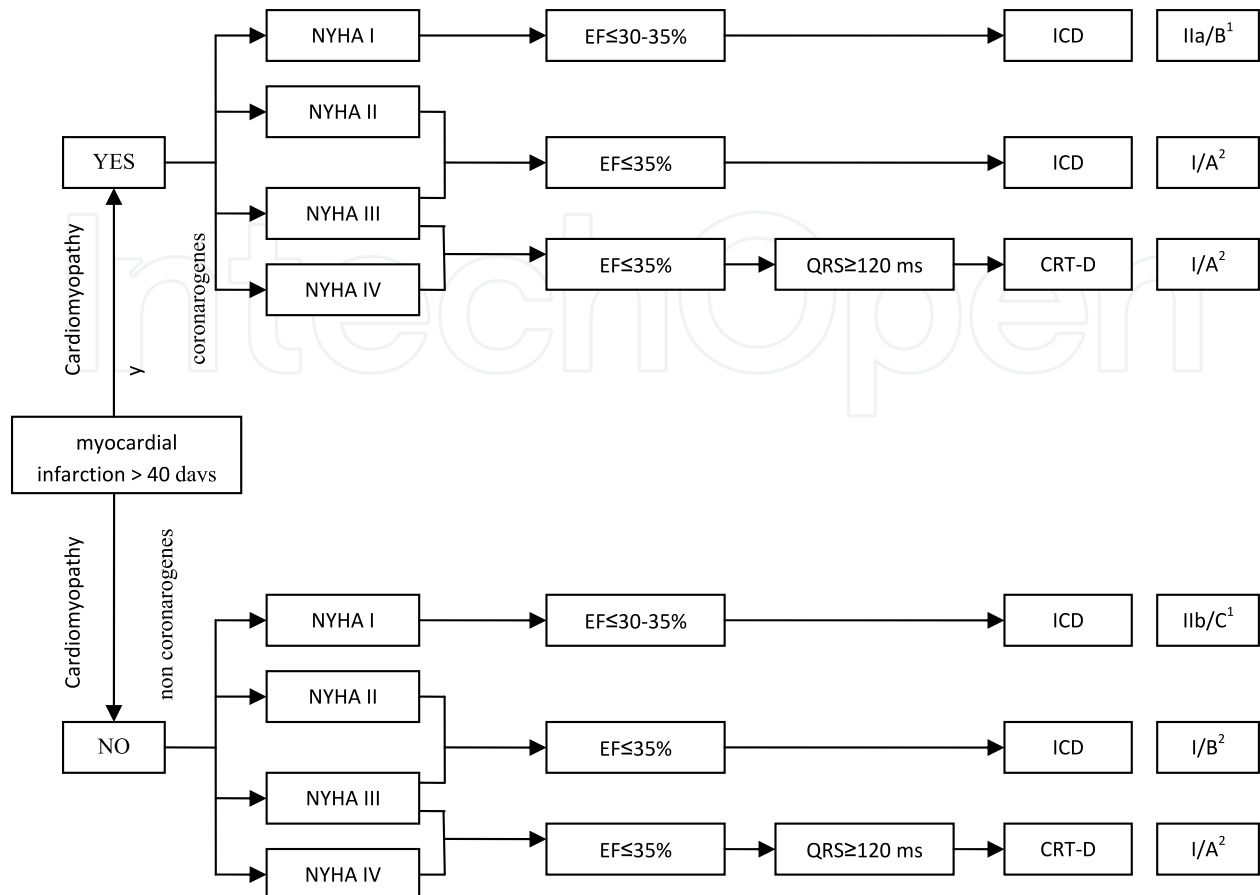 NYHA I
EF≤30-35%
ICD
IIa/B¹
NYHA II
YES
EF≤35%
ICD
I/A²
NYHA III
EF≤35%
QRS≥120 ms
CRT-D
I/A²
NYHA IV
Cardiomyopathy
y
coronarogenes
IntechOpen
myocardial
infarction > 40 davs
Cardiomyopathy
non coronarogenes
NYHA I
EF≤30-35%
ICD
IIb/C¹
NYHA II
NO
EF≤35%
ICD
I/B²
NYHA III
EF≤35%
QRS≥120 ms
CRT-D
I/A²
NYHA IV